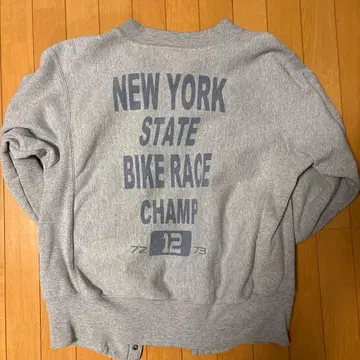 NEW YORK
STATE
BIKE RACE
CHAMP
72 12 73